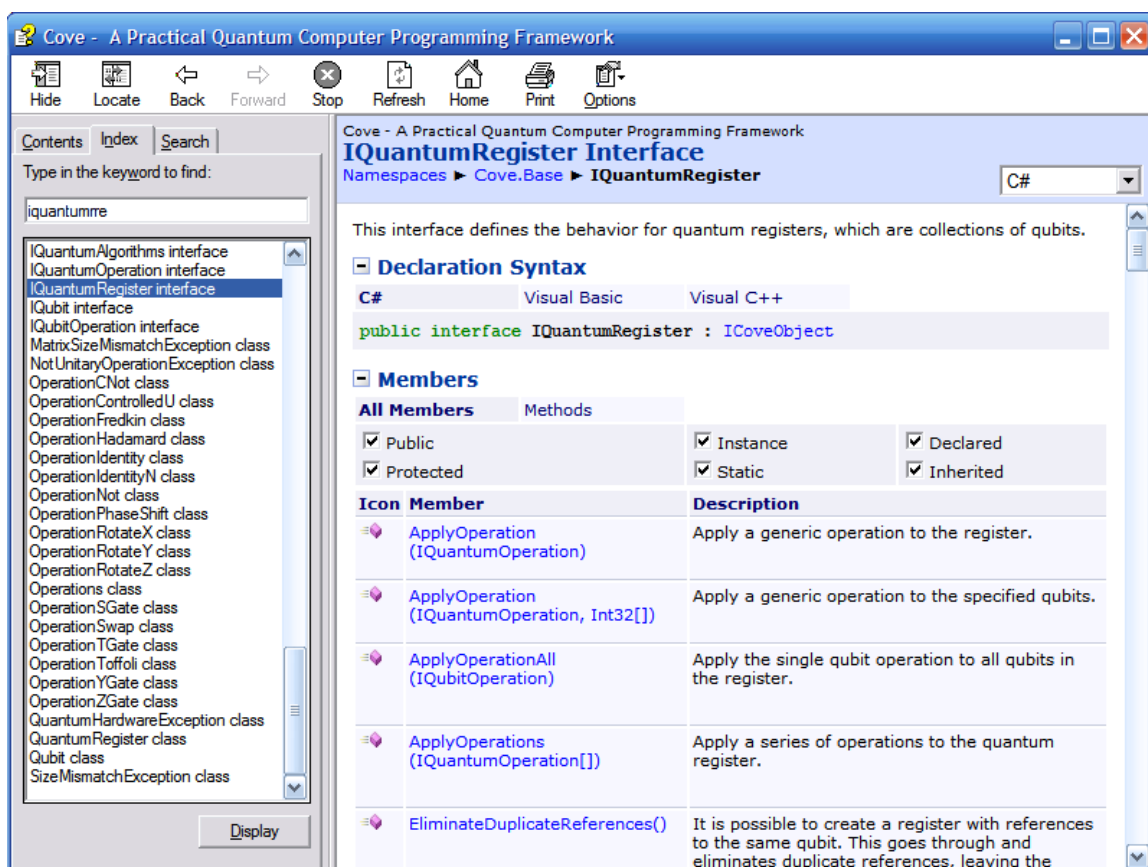 Cove - A Practical Quantum Computer Programming Framework
Hide Locate Back Forward Stop Refresh Home Print Options
Contents Index Search
Type in the keyword to find:
iquantumrre
IQuantumAlgorithms interface
IQuantumOperation interface
IQuantumRegister interface
IQubit interface
IQubitOperation interface
MatrixSizeMismatchException class
NotUnitaryOperationException class
OperationCNot class
OperationControlledU class
OperationFredkin class
OperationHadamard class
OperationIdentity class
OperationIdentityN class
OperationNot class
OperationPhaseShift class
OperationRotateX class
OperationRotateY class
OperationRotateZ class
Operations class
OperationSGate class
OperationSwap class
OperationTGate class
OperationToffoli class
OperationYGate class
OperationZGate class
QuantumHardwareException class
QuantumRegister class
Qubit class
SizeMismatchException class
Display
Cove - A Practical Quantum Computer Programming Framework
IQuantumRegister Interface
Namespaces ► Cove.Base ► IQuantumRegister
C#
This interface defines the behavior for quantum registers, which are collections of qubits.
Declaration Syntax
C# Visual Basic Visual C++
public interface IQuantumRegister : ICoveObject
Members
All Members Methods
Public Instance Declared
Protected Static Inherited
Icon Member Description
ApplyOperation Apply a generic operation to the register.
(IQuantumOperation)
ApplyOperation Apply a generic operation to the specified qubits.
(IQuantumOperation, Int32[])
ApplyOperationAll Apply the single qubit operation to all qubits in
(IQubitOperation) the register.
ApplyOperations Apply a series of operations to the quantum
(IQuantumOperation[]) register.
EliminateDuplicateReferences() It is possible to create a register with references
to the same qubit. This goes through and
eliminates duplicate references, leaving the